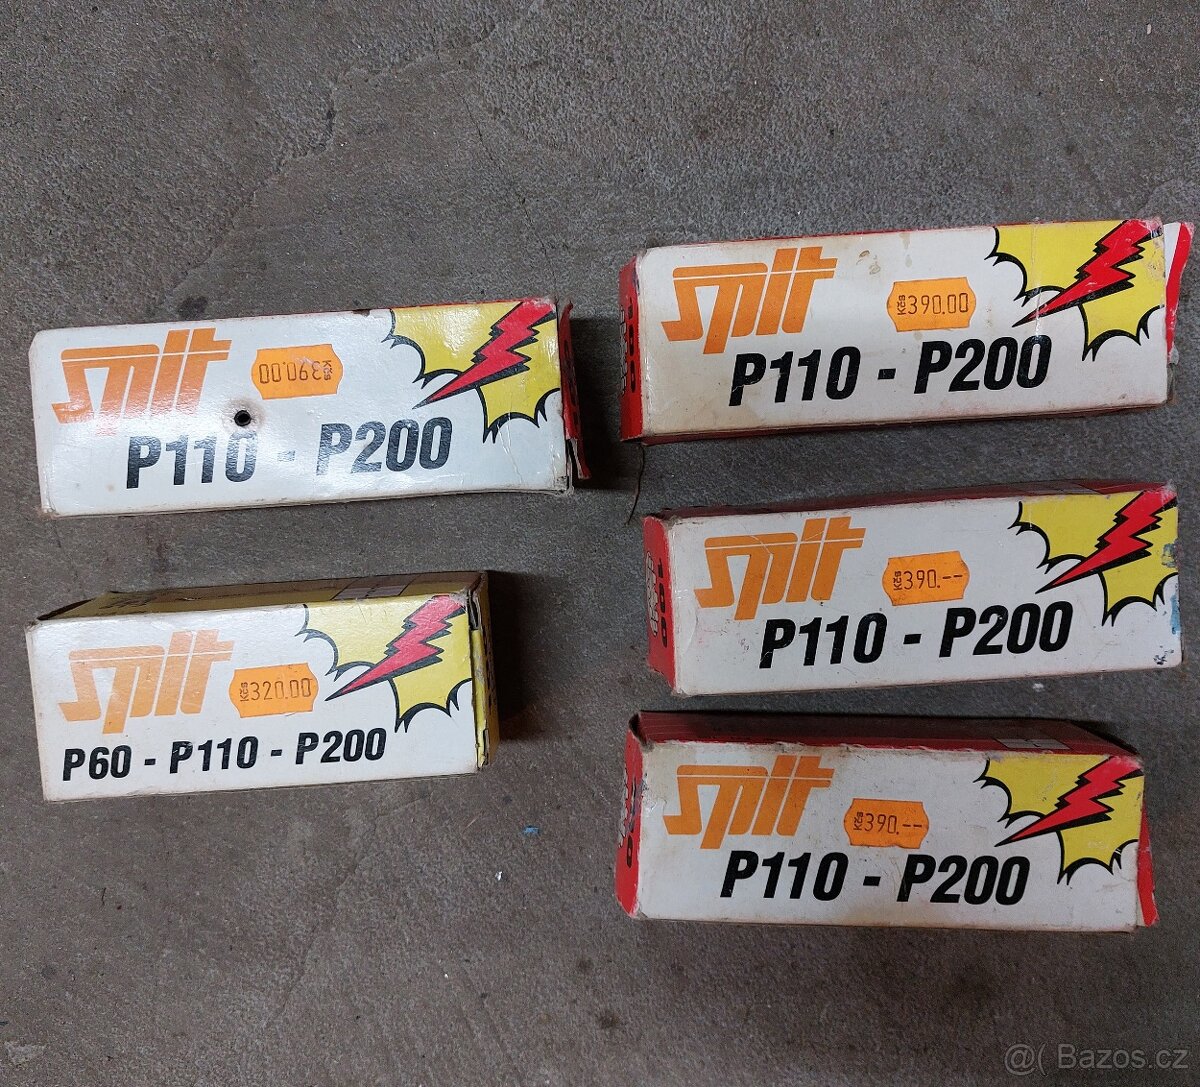 spit
Kčs 390.00
P110 - P200
spit
Kčs 390.00
P110 - P200
spit
Kčs 390.--
P110 - P200
spit
Kčs 320.00
P60 - P110 - P200
spit
Kčs 390.--
P110 - P200
@( Bazos.cz